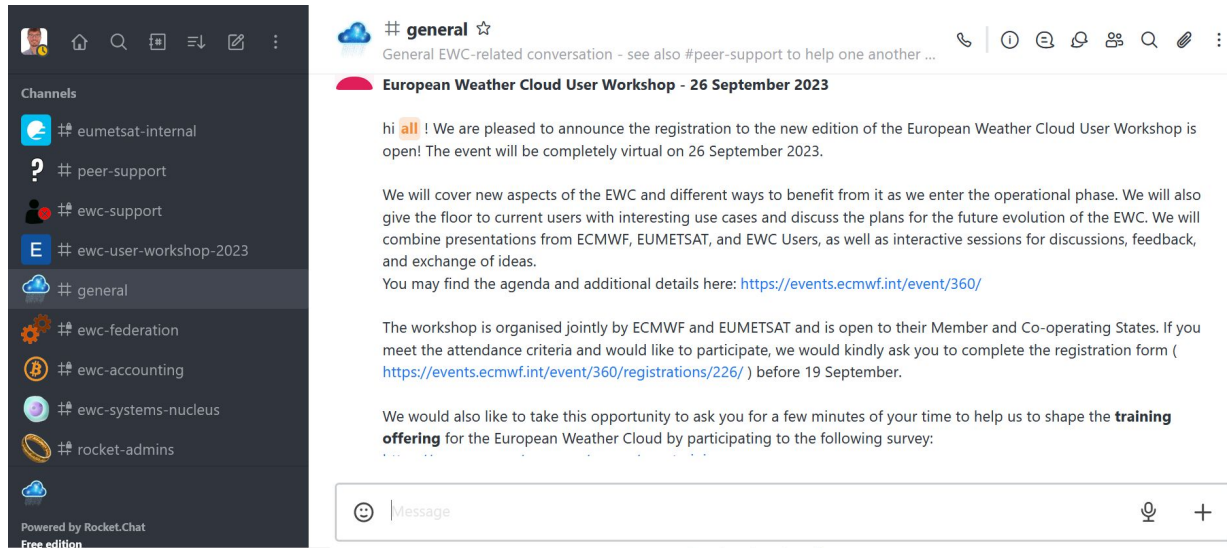 Channels
eumetsat-internal
peer-support
ewc-support
E ewc-user-workshop-2023
general
ewc-federation
ewc-accounting
ewc-systems-nucleus
rocket-admins
Powered by Rocket.Chat
Free edition
# general
General EWC-related conversation - see also #peer-support to help one another ...
European Weather Cloud User Workshop - 26 September 2023
hi all ! We are pleased to announce the registration to the new edition of the European Weather Cloud User Workshop is
open! The event will be completely virtual on 26 September 2023.
We will cover new aspects of the EWC and different ways to benefit from it as we enter the operational phase. We will also
give the floor to current users with interesting use cases and discuss the plans for the future evolution of the EWC. We will
combine presentations from ECMWF, EUMETSAT, and EWC Users, as well as interactive sessions for discussions, feedback,
and exchange of ideas.
You may find the agenda and additional details here: https://events.ecmwf.int/event/360/
The workshop is organised jointly by ECMWF and EUMETSAT and is open to their Member and Co-operating States. If you
meet the attendance criteria and would like to participate, we would kindly ask you to complete the registration form (
https://events.ecmwf.int/event/360/registrations/226/ ) before 19 September.
We would also like to take this opportunity to ask you for a few minutes of your time to help us to shape the training
offering for the European Weather Cloud by participating to the following survey:
Message